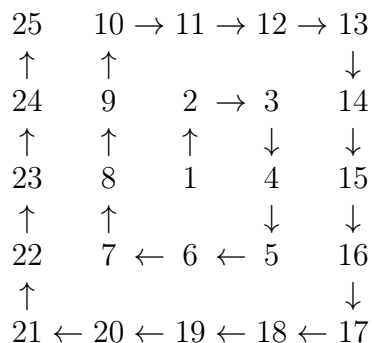 25 10 → 11 → 12 → 13
↑ ↑ ↓
24 9 2 → 3 14
↑ ↑ ↑ ↓ ↓
23 8 1 4 15
↑ ↑ ↓ ↓
22 7 ← 6 ← 5 16
↑ ↓
21 ← 20 ← 19 ← 18 ← 17